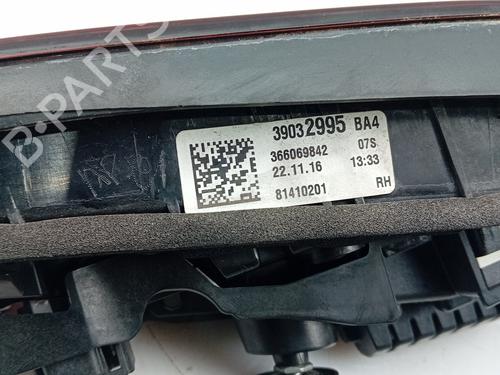 39032995 BA4
366069842 07S
22.11.16 13:33
81410201 RH
B-PARTS